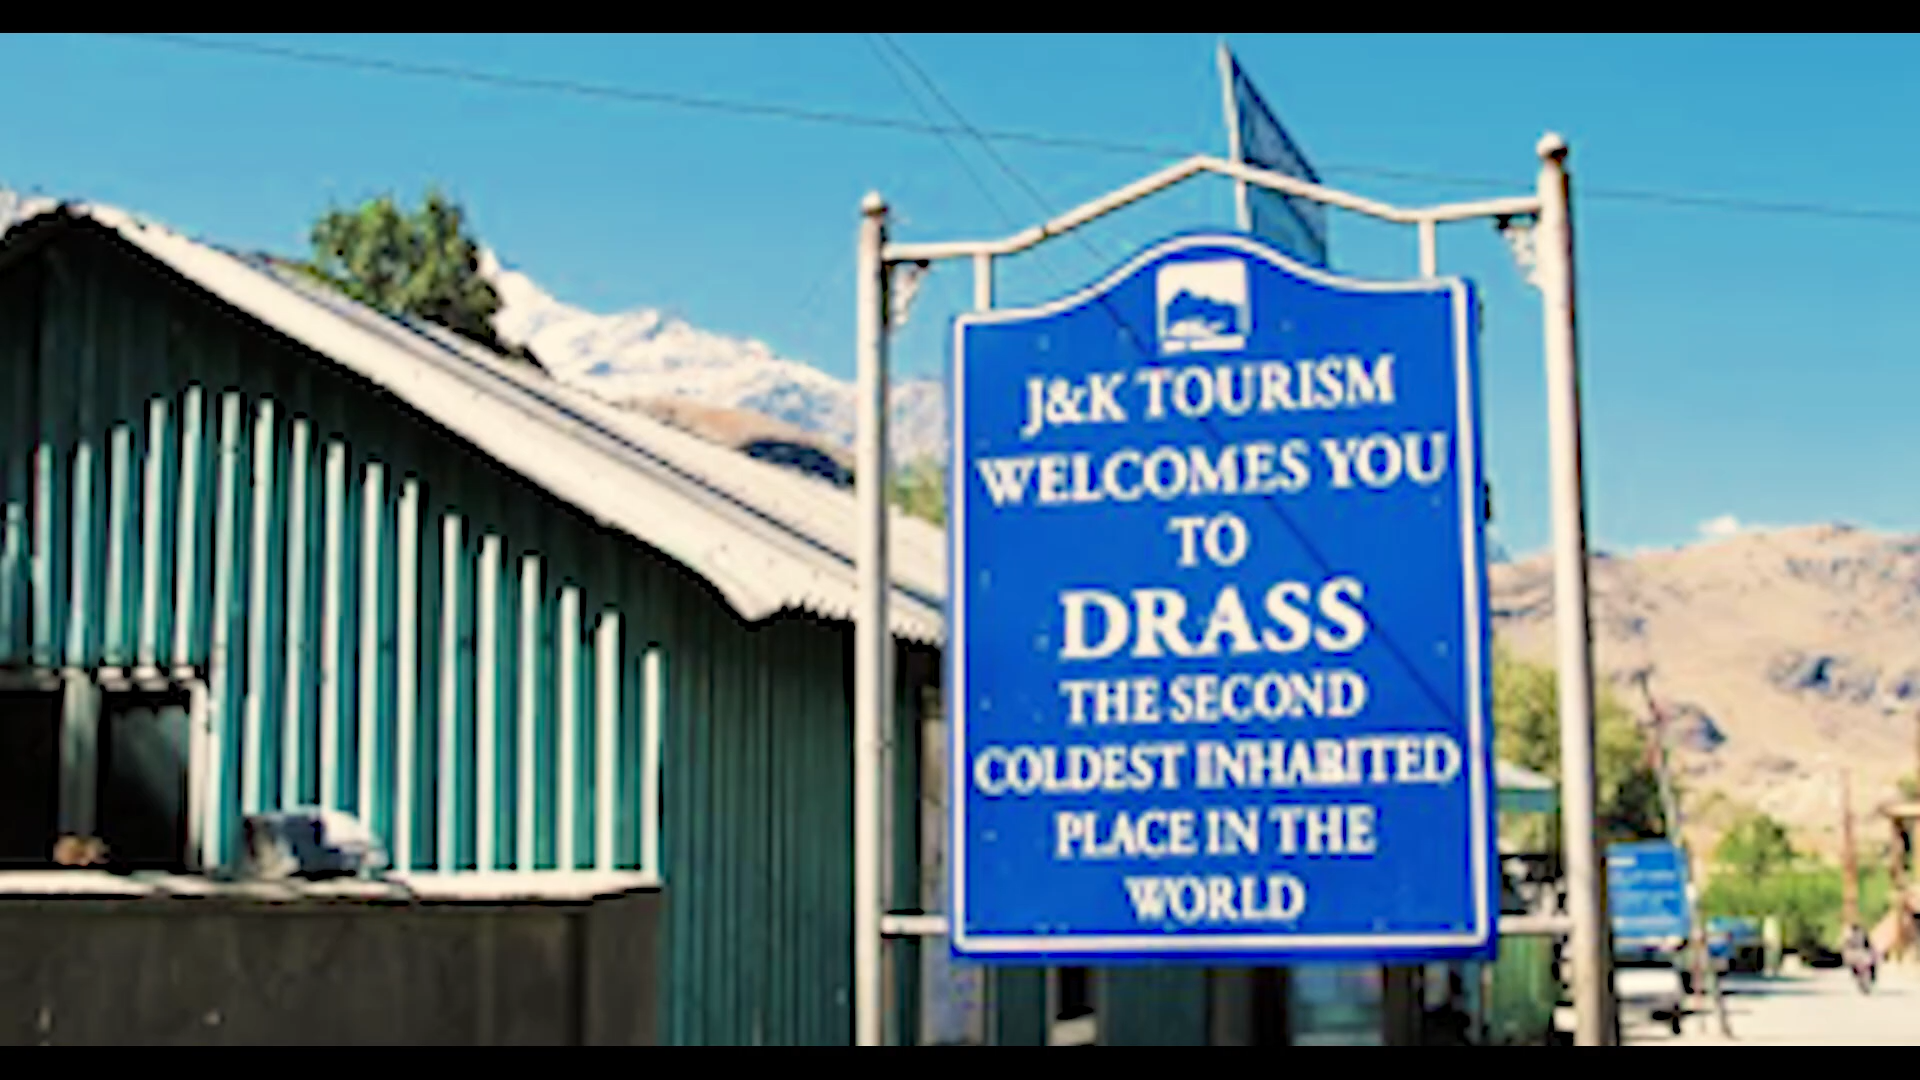 J&K TOURISM
WELCOMES YOU
TO
DRASS
THE SECOND
COLDEST INHABITED
PLACE IN THE
WORLD